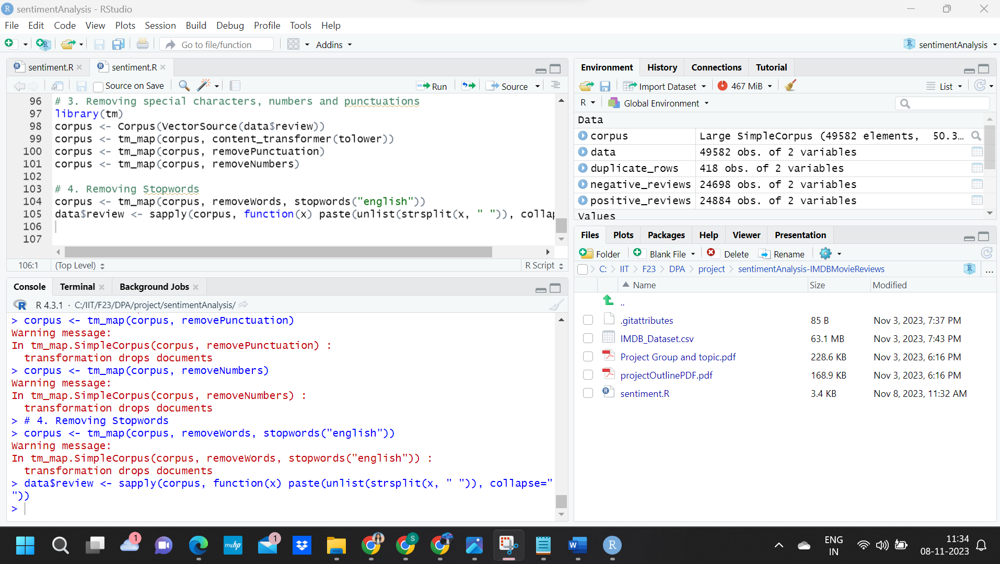 sentimentAnalysis - RStudio
File Edit Code View Plots Session Build Debug Profile Tools Help
Go to file/function Addins sentimentAnalysis
sentiment.R sentiment.R
Source on Save Run Source
96 # 3. Removing special characters, numbers and punctuations
97 library(tm)
98 corpus <- Corpus(VectorSource(data$review))
99 corpus <- tm_map(corpus, content_transformer(tolower))
100 corpus <- tm_map(corpus, removePunctuation)
101 corpus <- tm_map(corpus, removeNumbers)
102
103 # 4. Removing Stopwords
104 corpus <- tm_map(corpus, removeWords, stopwords("english"))
105 data$review <- sapply(corpus, function(x) paste(unlist(strsplit(x, " ")), collap
106
107
106:1 (Top Level) R Script
Console Terminal Background Jobs
R 4.3.1 · C:/IIT/F23/DPA/project/sentimentAnalysis/
> corpus <- tm_map(corpus, removePunctuation)
Warning message:
In tm_map.SimpleCorpus(corpus, removePunctuation) :
transformation drops documents
> corpus <- tm_map(corpus, removeNumbers)
Warning message:
In tm_map.SimpleCorpus(corpus, removeNumbers) :
transformation drops documents
> # 4. Removing Stopwords
> corpus <- tm_map(corpus, removeWords, stopwords("english"))
Warning message:
In tm_map.SimpleCorpus(corpus, removeWords, stopwords("english")) :
transformation drops documents
> data$review <- sapply(corpus, function(x) paste(unlist(strsplit(x, " ")), collapse="
"))
>
Environment History Connections Tutorial
Import Dataset 467 MiB List
R Global Environment
Data
corpus Large SimpleCorpus (49582 elements, 50.3...
data 49582 obs. of 2 variables
duplicate_rows 418 obs. of 2 variables
negative_reviews 24698 obs. of 2 variables
positive_reviews 24884 obs. of 2 variables
Values
Files Plots Packages Help Viewer Presentation
Folder Blank File Delete Rename
C: IIT F23 DPA project sentimentAnalysis-IMDBMovieReviews ...
Name Size Modified
..
.gitattributes 85 B Nov 3, 2023, 7:37 PM
IMDB_Dataset.csv 63.1 MB Nov 3, 2023, 7:43 PM
Project Group and topic.pdf 228.6 KB Nov 3, 2023, 6:16 PM
projectOutlinePDF.pdf 168.9 KB Nov 3, 2023, 6:16 PM
sentiment.R 3.4 KB Nov 8, 2023, 11:32 AM
1 myhp 1 S W R
ENG
IN
11:34
08-11-2023